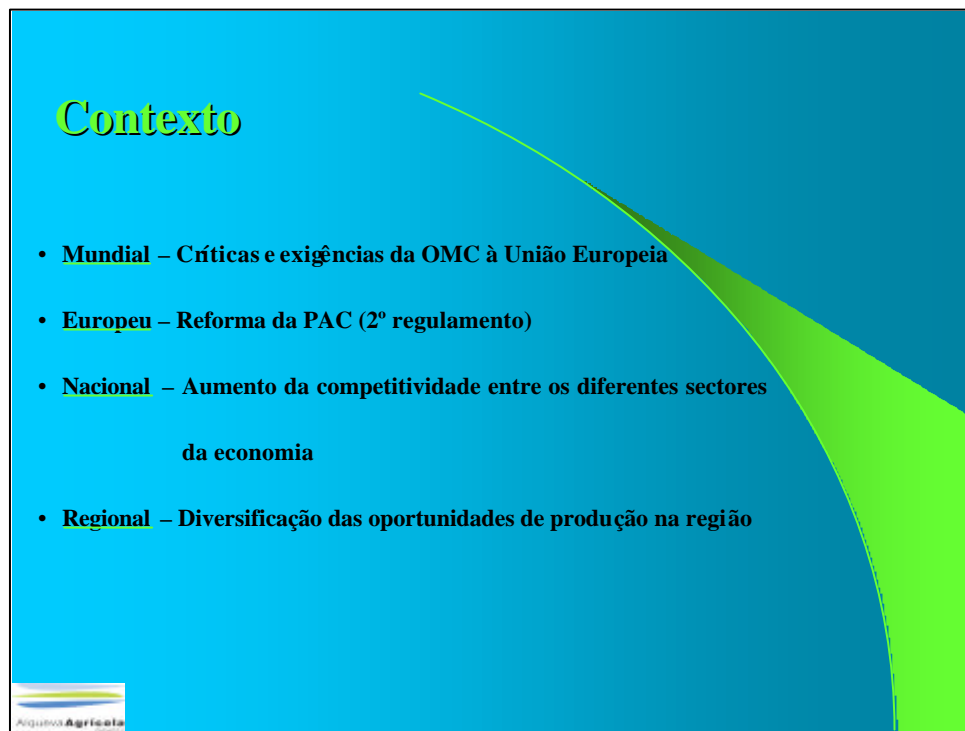 Contexto
• Mundial – Críticas e exigências da OMC à União Europeia
• Europeu – Reforma da PAC (2º regulamento)
• Nacional – Aumento da competitividade entre os diferentes sectores
da economia
• Regional – Diversificação das oportunidades de produção na região
Alqueva Agrícola